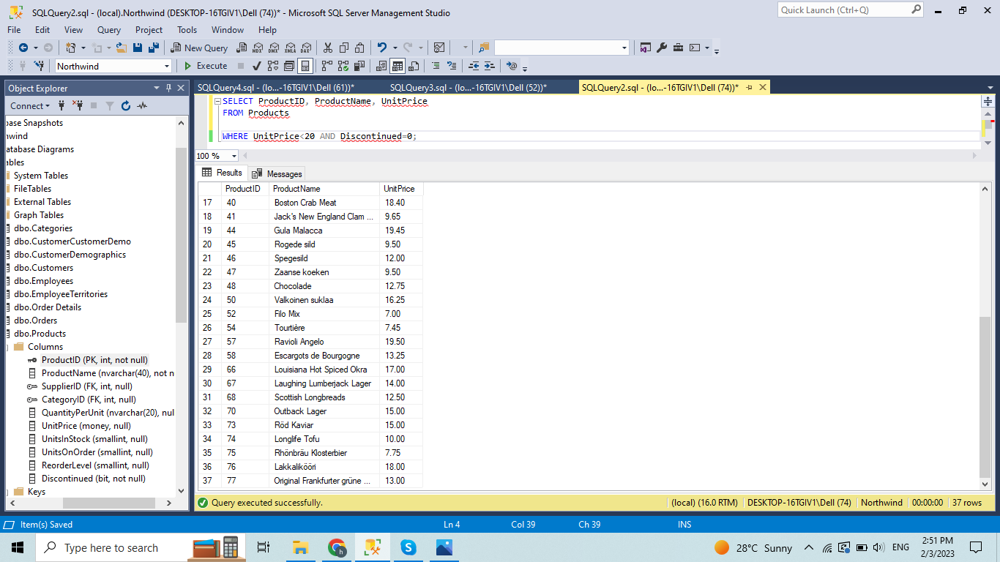 SQLQuery2.sql - (local).Northwind (DESKTOP-16TGIV1\Dell (74))* - Microsoft SQL Server Management Studio
Quick Launch (Ctrl+Q)
File Edit View Query Project Tools Window Help
New Query
MDX DMX XMLA DAX
Northwind
Execute
Object Explorer
Connect
base Snapshots
hwind
atabase Diagrams
ables
System Tables
FileTables
External Tables
Graph Tables
dbo.Categories
dbo.CustomerCustomerDemo
dbo.CustomerDemographics
dbo.Customers
dbo.Employees
dbo.EmployeeTerritories
dbo.Order Details
dbo.Orders
dbo.Products
Columns
ProductID (PK, int, not null)
ProductName (nvarchar(40), not n
SupplierID (FK, int, null)
CategoryID (FK, int, null)
QuantityPerUnit (nvarchar(20), nul
UnitPrice (money, null)
UnitsInStock (smallint, null)
UnitsOnOrder (smallint, null)
ReorderLevel (smallint, null)
Discontinued (bit, not null)
Keys
SQLQuery4.sql - (lo...-16TGIV1\Dell (61))* SQLQuery3.sql - (lo...-16TGIV1\Dell (52))* SQLQuery2.sql - (lo...-16TGIV1\Dell (74))*
SELECT ProductID, ProductName, UnitPrice
FROM Products
WHERE UnitPrice<20 AND Discontinued=0;
100 %
Results Messages
ProductID ProductName UnitPrice
17 40 Boston Crab Meat 18.40
18 41 Jack's New England Clam ... 9.65
19 44 Gula Malacca 19.45
20 45 Rogede sild 9.50
21 46 Spegesild 12.00
22 47 Zaanse koeken 9.50
23 48 Chocolade 12.75
24 50 Valkoinen suklaa 16.25
25 52 Filo Mix 7.00
26 54 Tourtière 7.45
27 57 Ravioli Angelo 19.50
28 58 Escargots de Bourgogne 13.25
29 66 Louisiana Hot Spiced Okra 17.00
30 67 Laughing Lumberjack Lager 14.00
31 68 Scottish Longbreads 12.50
32 70 Outback Lager 15.00
33 73 Röd Kaviar 15.00
34 74 Longlife Tofu 10.00
35 75 Rhönbräu Klosterbier 7.75
36 76 Lakkalikööri 18.00
37 77 Original Frankfurter grüne ... 13.00
Query executed successfully. (local) (16.0 RTM) DESKTOP-16TGIV1\Dell (74) Northwind 00:00:00 37 rows
Item(s) Saved Ln 4 Col 39 Ch 39 INS
Type here to search
28°C Sunny
ENG
2:51 PM
2/3/2023